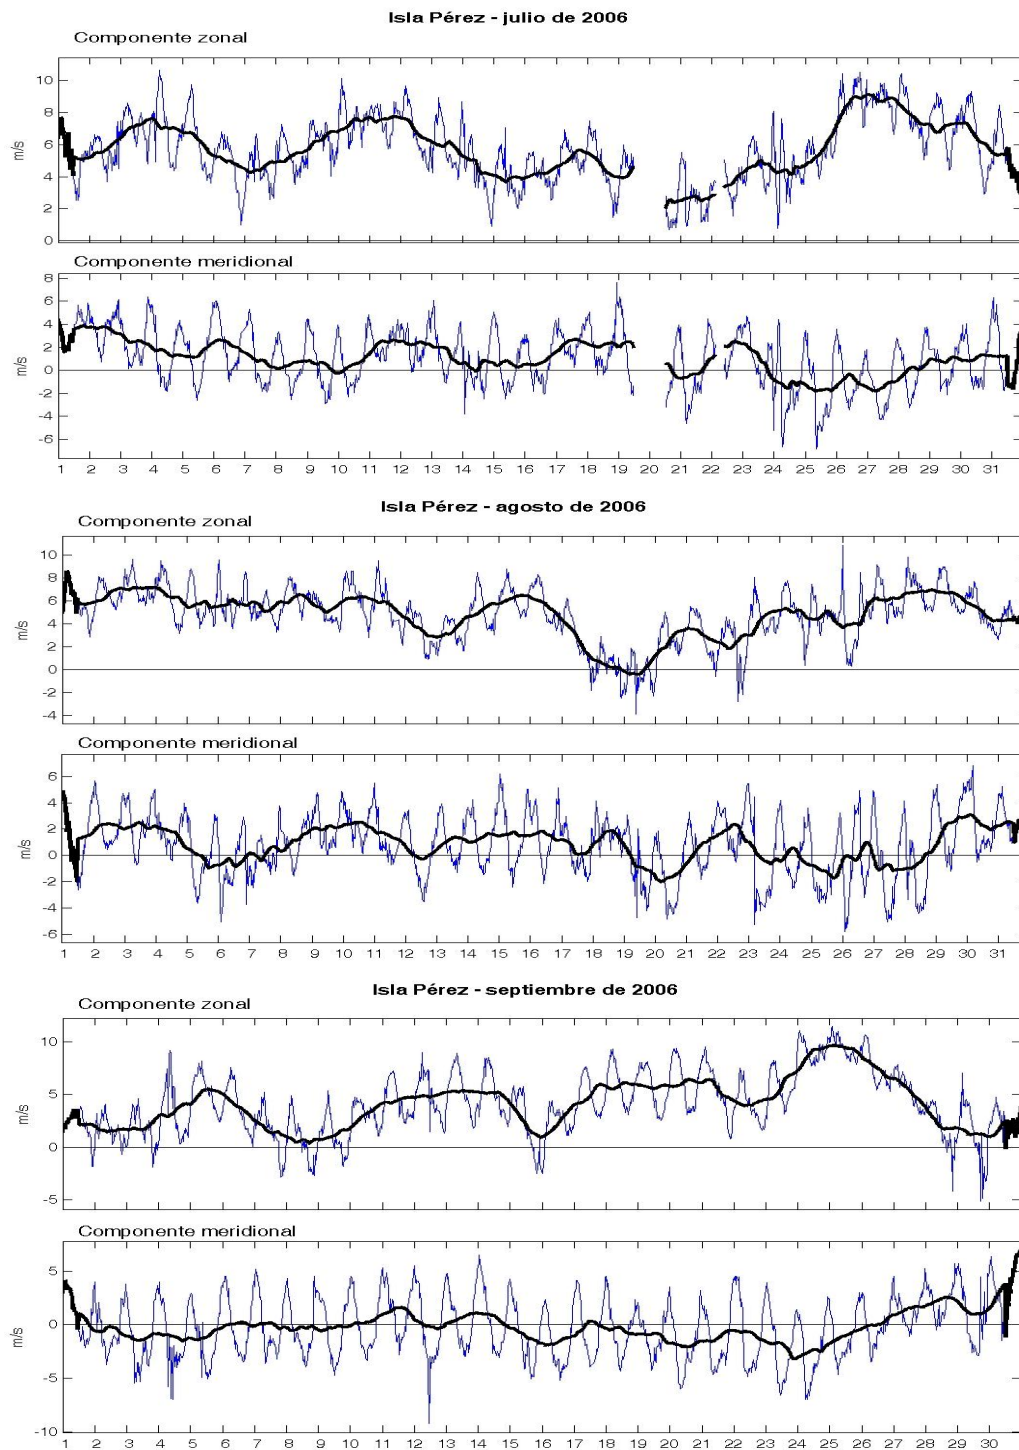 Isla Pérez - julio de 2006
Componente zonal
10
8
6
4
2
0
m/s
Componente meridional
8
6
4
2
0
-2
-4
-6
m/s
1 2 3 4 5 6 7 8 9 10 11 12 13 14 15 16 17 18 19 20 21 22 23 24 25 26 27 28 29 30 31
Isla Pérez - agosto de 2006
Componente zonal
10
8
6
4
2
0
-2
-4
m/s
Componente meridional
6
4
2
0
-2
-4
-6
m/s
1 2 3 4 5 6 7 8 9 10 11 12 13 14 15 16 17 18 19 20 21 22 23 24 25 26 27 28 29 30 31
Isla Pérez - septiembre de 2006
Componente zonal
10
5
0
-5
m/s
Componente meridional
5
0
-5
-10
m/s
1 2 3 4 5 6 7 8 9 10 11 12 13 14 15 16 17 18 19 20 21 22 23 24 25 26 27 28 29 30